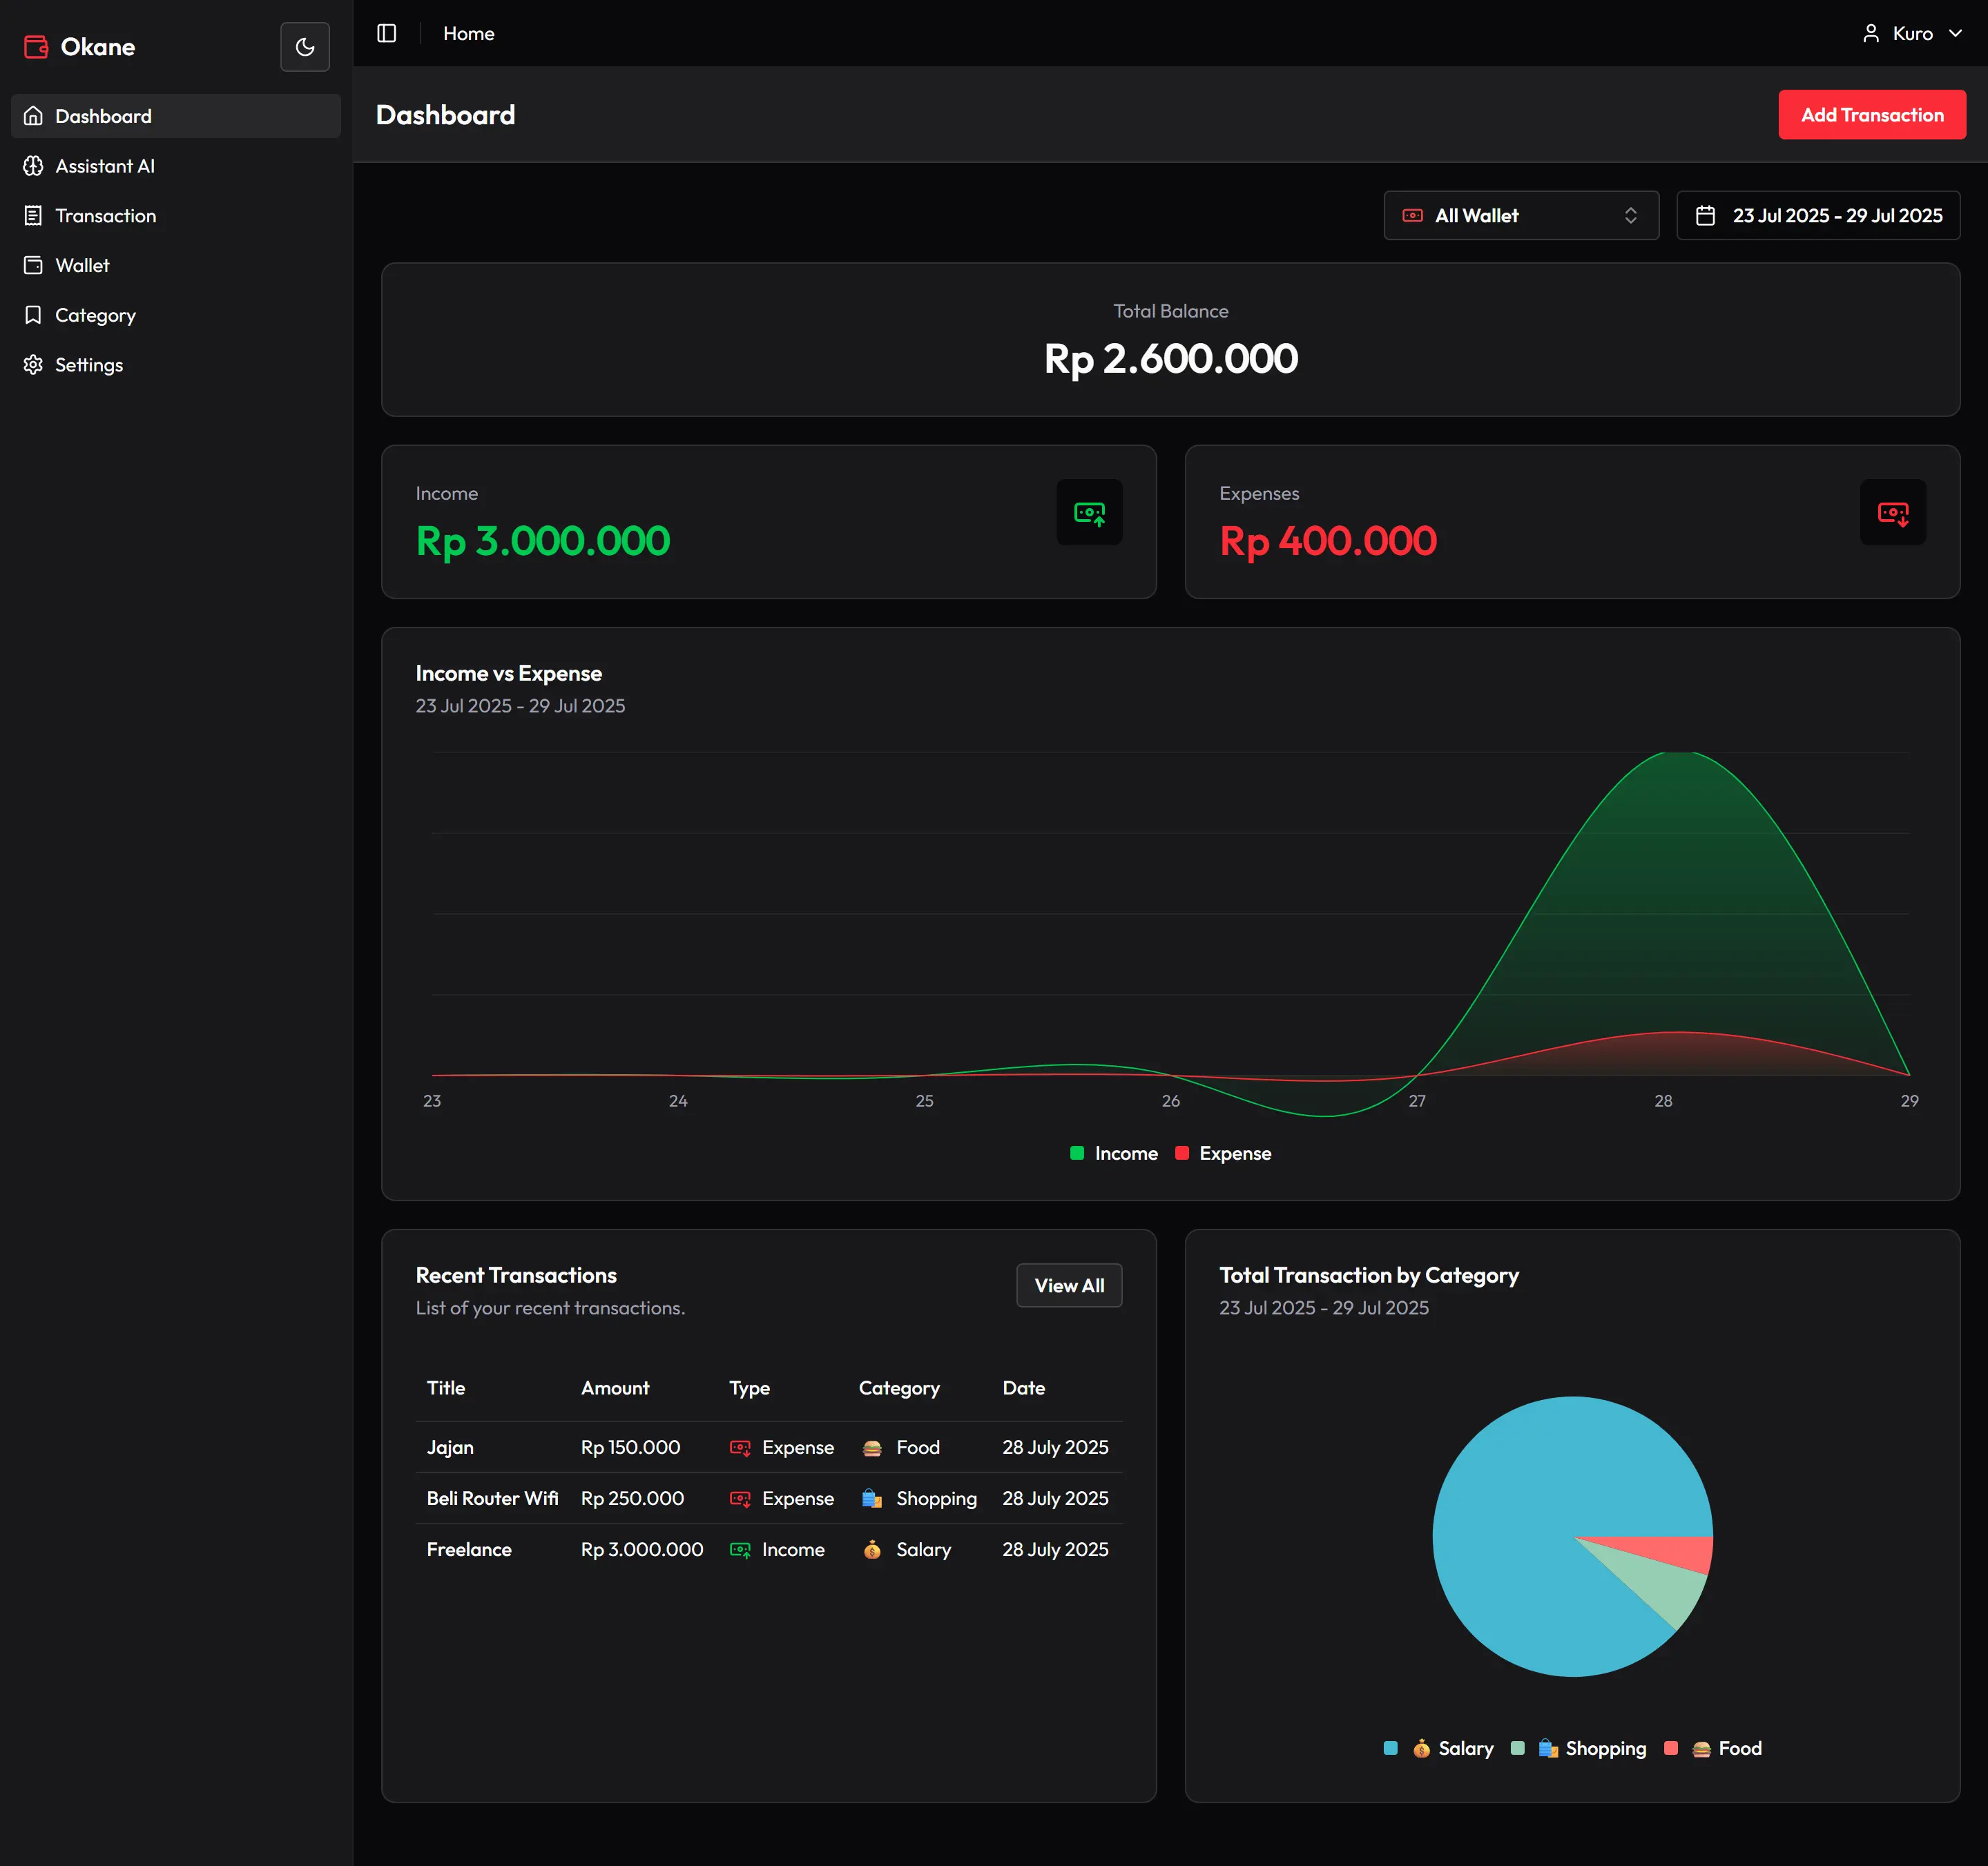 Okane
Dashboard
Assistant AI
Transaction
Wallet
Category
Settings
Home
Kuro
Dashboard
Add Transaction
All Wallet
23 Jul 2025 - 29 Jul 2025
Total Balance
Rp 2.600.000
Income
Rp 3.000.000
Expenses
Rp 400.000
Income vs Expense
23 Jul 2025 - 29 Jul 2025
23 24 25 26 27 28 29
Income Expense
Recent Transactions
List of your recent transactions.
View All
Title Amount Type Category Date
Jajan Rp 150.000 Expense Food 28 July 2025
Beli Router Wifi Rp 250.000 Expense Shopping 28 July 2025
Freelance Rp 3.000.000 Income Salary 28 July 2025
Total Transaction by Category
23 Jul 2025 - 29 Jul 2025
Salary Shopping Food